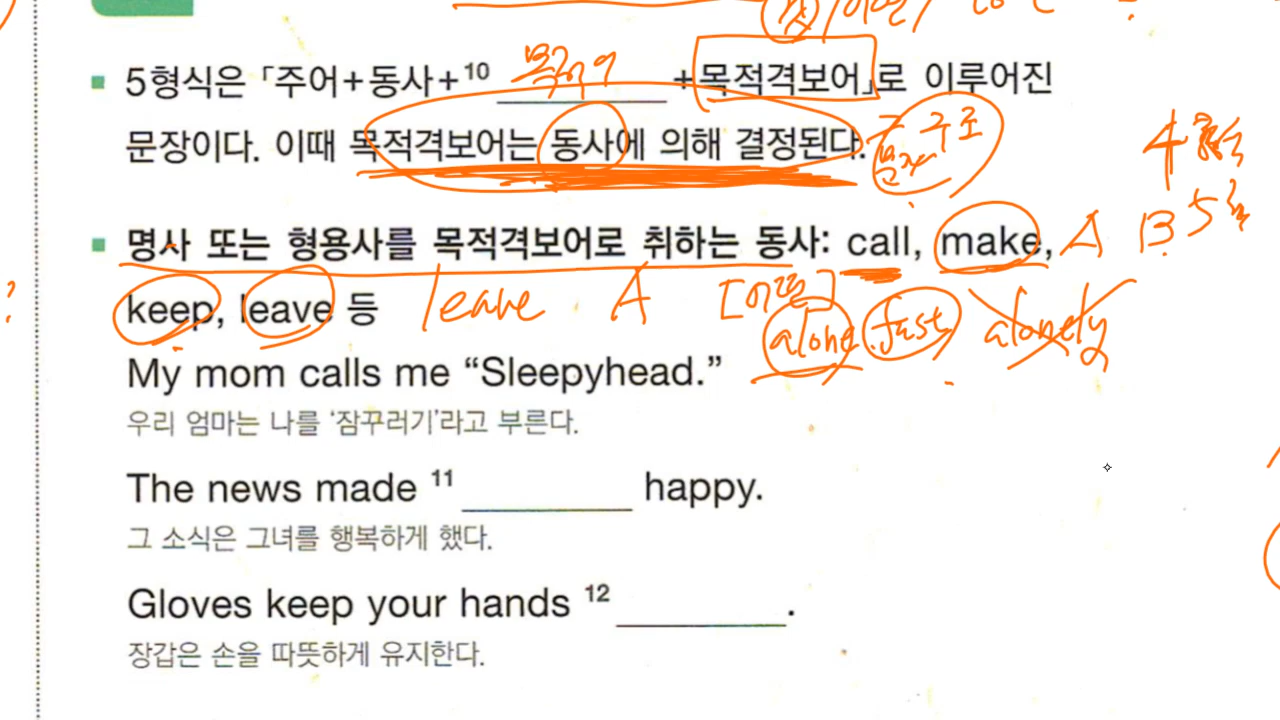 5형식은 「주어+동사+10 목적어 +목적격보어」로 이루어진
문장이다. 이때 목적격보어는 동사에 의해 결정된다. 구조
4형식
명사 또는 형용사를 목적격보어로 취하는 동사: call, make, A B 5형
keep, leave 등 leave A
alone fast alonely
My mom calls me “Sleepyhead.”
우리 엄마는 나를 ‘잠꾸러기’라고 부른다.
The news made 11 happy.
그 소식은 그녀를 행복하게 했다.
Gloves keep your hands 12 .
장갑은 손을 따뜻하게 유지한다.